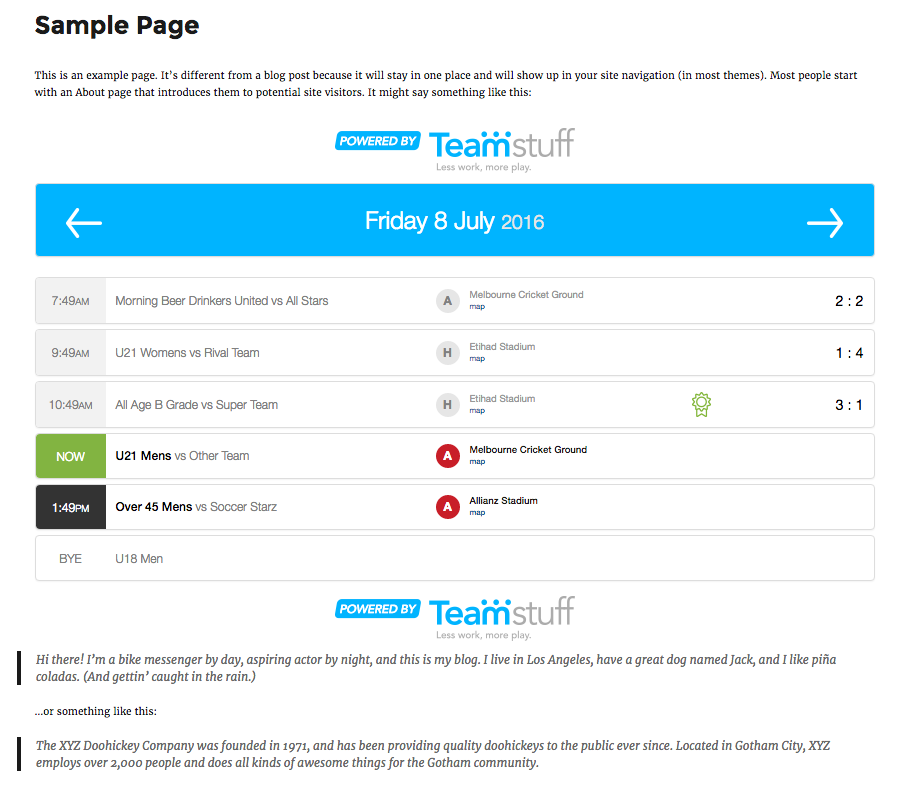 Sample Page
This is an example page. It’s different from a blog post because it will stay in one place and will show up in your site navigation (in most themes). Most people start
with an About page that introduces them to potential site visitors. It might say something like this:
POWERED BY Teamstuff
Less work, more play.
Friday 8 July 2016
7:49AM Morning Beer Drinkers United vs All Stars A Melbourne Cricket Ground 2 : 2
map
9:49AM U21 Womens vs Rival Team H Etihad Stadium 1 : 4
map
10:49AM All Age B Grade vs Super Team H Etihad Stadium 3 : 1
map
NOW U21 Mens vs Other Team A Melbourne Cricket Ground
map
1:49PM Over 45 Mens vs Soccer Starz A Allianz Stadium
map
BYE U18 Men
POWERED BY Teamstuff
Less work, more play.
Hi there! I’m a bike messenger by day, aspiring actor by night, and this is my blog. I live in Los Angeles, have a great dog named Jack, and I like piña
coladas. (And gettin’ caught in the rain.)
…or something like this:
The XYZ Doohickey Company was founded in 1971, and has been providing quality doohickeys to the public ever since. Located in Gotham City, XYZ
employs over 2,000 people and does all kinds of awesome things for the Gotham community.